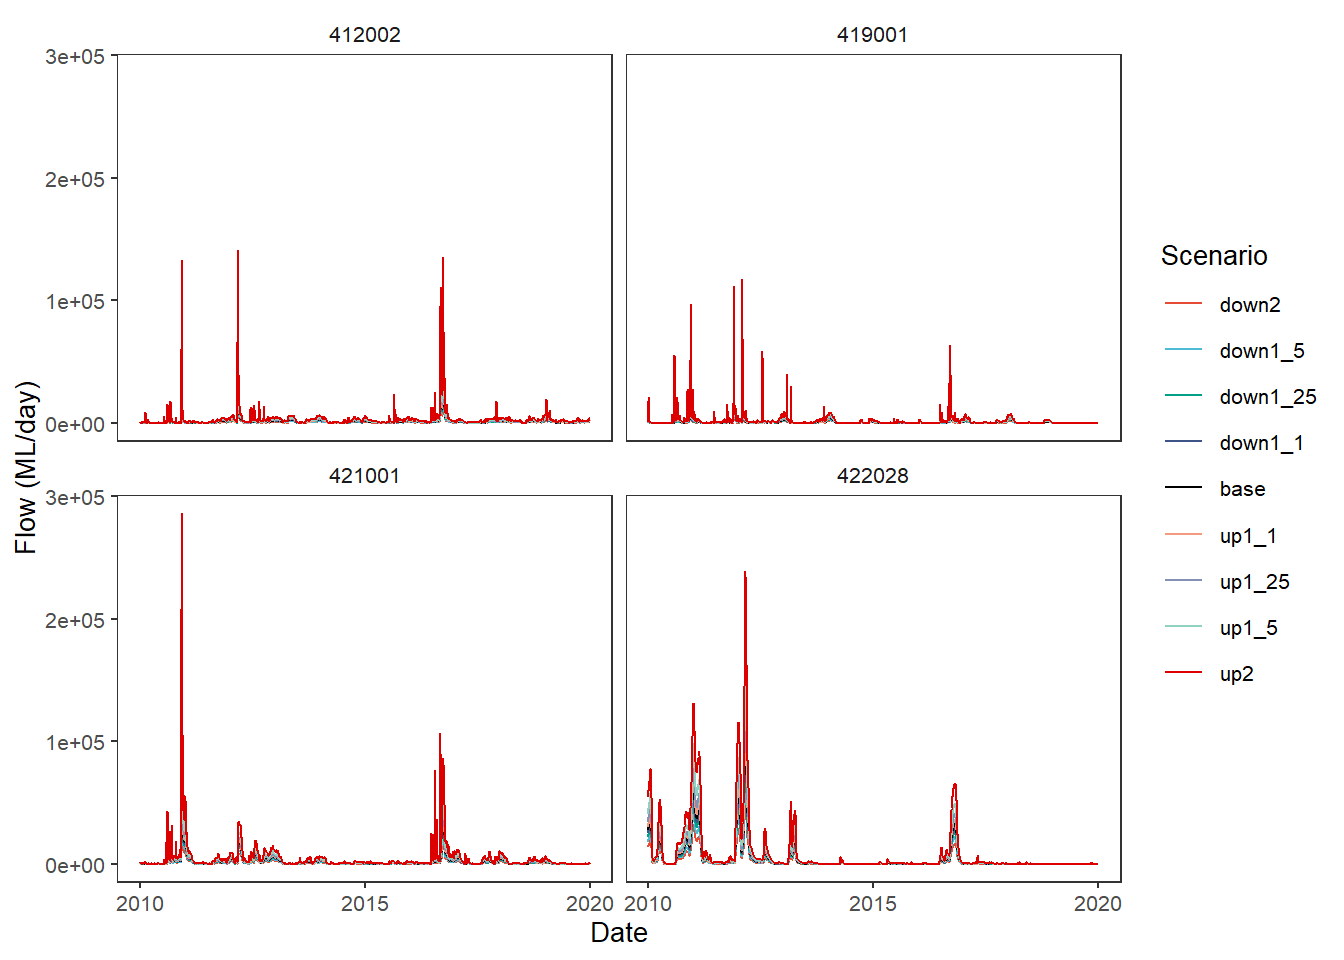 412002
419001
3e+05
2e+05
1e+05
0e+00
421001
422028
3e+05
2e+05
1e+05
0e+00
2010
2015
2020
2010
2015
2020
Date
Flow (ML/day)
Scenario
down2
down1_5
down1_25
down1_1
base
up1_1
up1_25
up1_5
up2